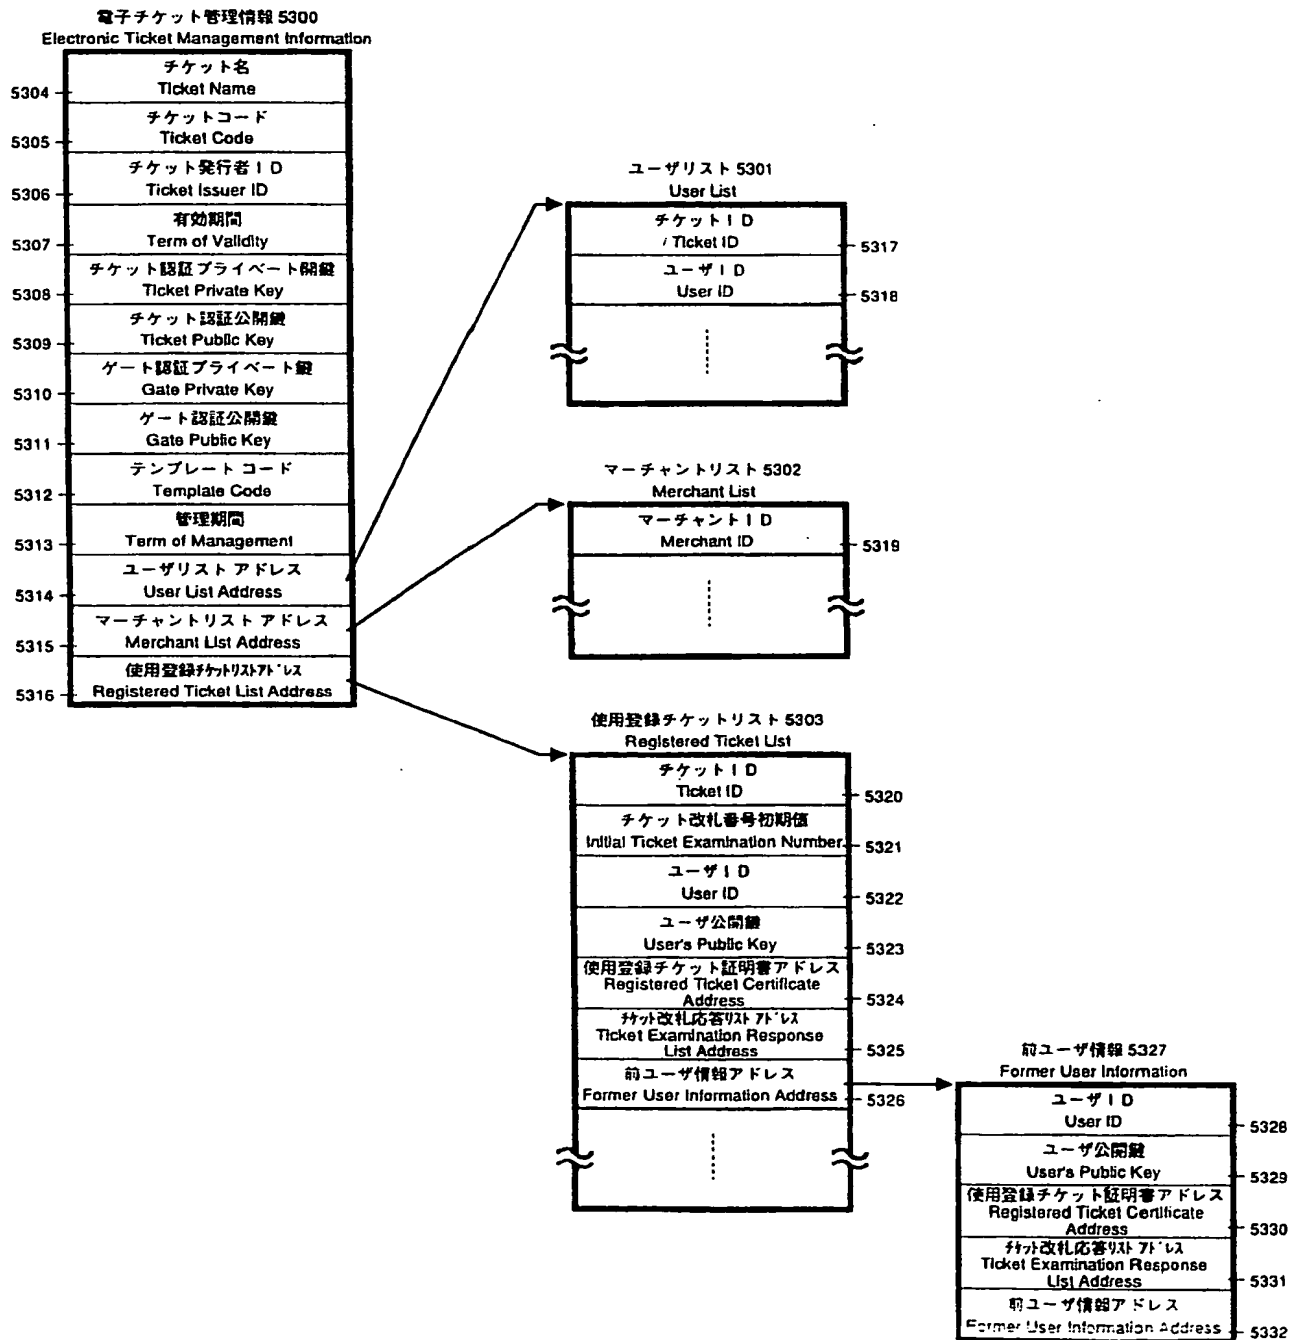 電子チケット管理情報 5300
Electronic Ticket Management Information
チケット名
Ticket Name
5304
チケットコード
Ticket Code
5305
チケット発行者ID
Ticket Issuer ID
5306
有効期間
Term of Validity
5307
チケット認証プライベート開鍵
Ticket Private Key
5308
チケット認証公開鍵
Ticket Public Key
5309
ゲート認証プライベート鍵
Gate Private Key
5310
ゲート認証公開鍵
Gate Public Key
5311
テンプレート コード
Template Code
5312
管理期間
Term of Management
5313
ユーザリスト アドレス
User List Address
5314
マーチャントリスト アドレス
Merchant List Address
5315
使用登録チケットリストアドレス
Registered Ticket List Address
5316
ユーザリスト 5301
User List
チケットID
Ticket ID
5317
ユーザID
User ID
5318
マーチャントリスト 5302
Merchant List
マーチャントID
Merchant ID
5319
使用登録チケットリスト 5303
Registered Ticket List
チケットID
Ticket ID
5320
チケット改札番号初期値
Initial Ticket Examination Number
5321
ユーザID
User ID
5322
ユーザ公開鍵
User's Public Key
5323
使用登録チケット証明書アドレス
Registered Ticket Certificate
Address
5324
チケット改札応答リスト アドレス
Ticket Examination Response
List Address
5325
前ユーザ情報アドレス
Former User Information Address
5326
前ユーザ情報 5327
Former User Information
ユーザID
User ID
5328
ユーザ公開鍵
User's Public Key
5329
使用登録チケット証明書アドレス
Registered Ticket Certificate
Address
5330
チケット改札応答リスト アドレス
Ticket Examination Response
List Address
5331
前ユーザ情報アドレス
Former User Information Address
5332